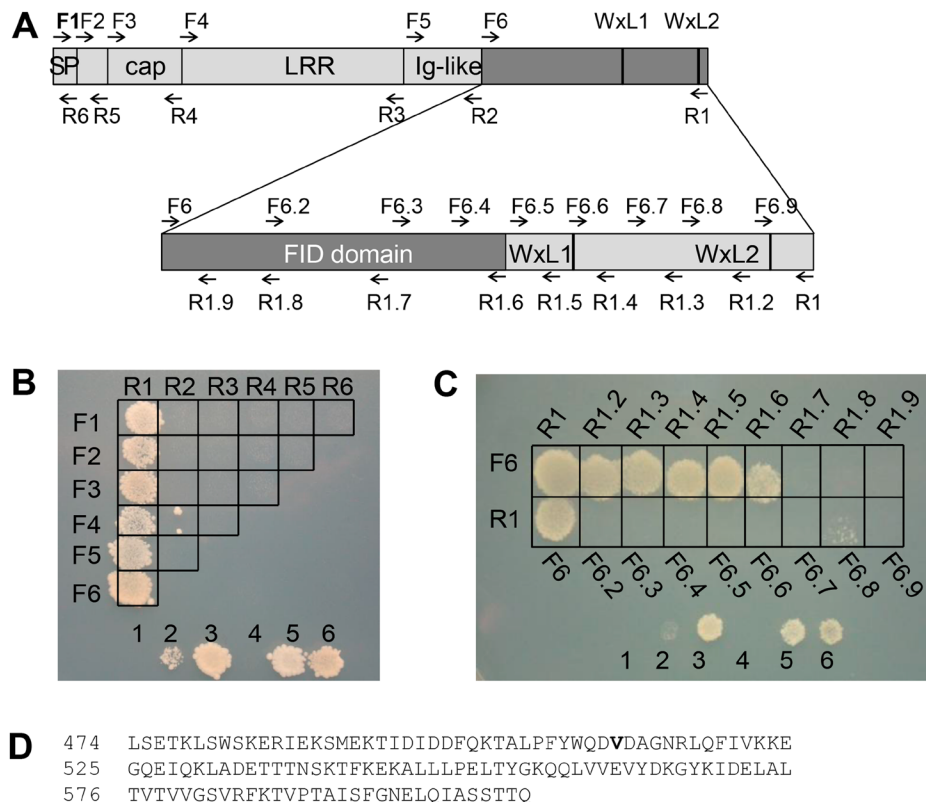 A
F1 F2 F3 F4 F5 F6 WxL1 WxL2
SP cap LRR Ig-like
R6 R5 R4 R3 R2 R1
F6 F6.2 F6.3 F6.4 F6.5 F6.6 F6.7 F6.8 F6.9
FID domain WxL1 WxL2
R1.9 R1.8 R1.7 R1.6 R1.5 R1.4 R1.3 R1.2 R1
B
R1 R2 R3 R4 R5 R6
F1
F2
F3
F4
F5
F6
1 2 3 4 5 6
C
R1 R1.2 R1.3 R1.4 R1.5 R1.6 R1.7 R1.8 R1.9
F6
R1
F6 F6.2 F6.3 F6.4 F6.5 F6.6 F6.7 F6.8 F6.9
1 2 3 4 5 6
D
474 LSETKLSWSKERIEKSMEKTIDIDDFQKTALPFYWQDVDAGNRLQFIVKKE
525 GQEIQKLADETTTNSKTFKEKALLLPELTYGKQQLVVEVYDKGYKIDELAL
576 TVTVVGSVRFKTVPTAISFGNELQIASSTTQ